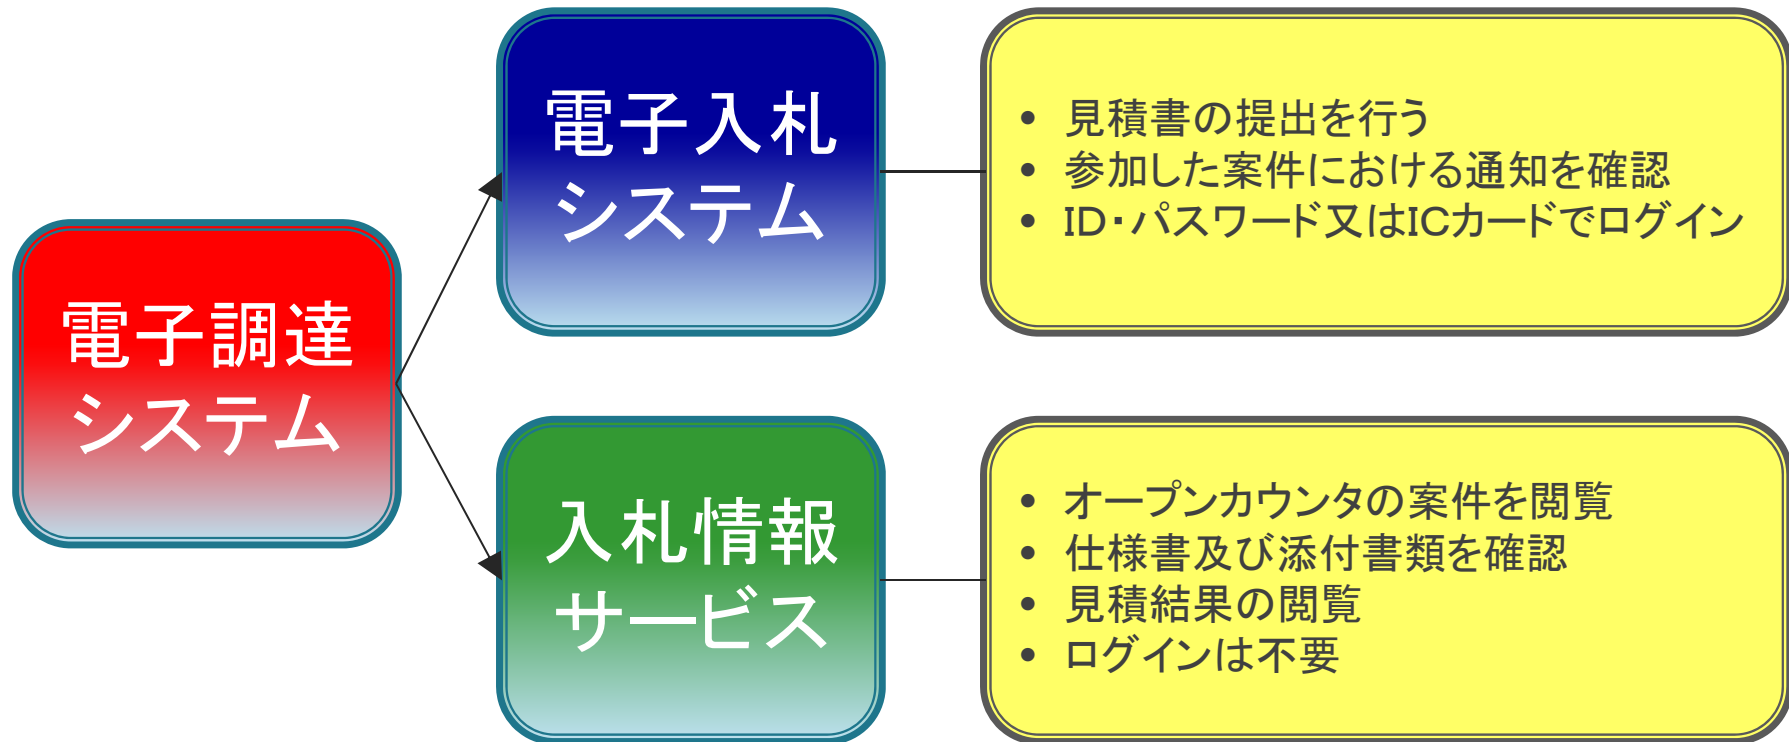 電子調達
システム
電子入札
システム
• 見積書の提出を行う
• 参加した案件における通知を確認
• ID・パスワード又はICカードでログイン
入札情報
サービス
• オープンカウンタの案件を閲覧
• 仕様書及び添付書類を確認
• 見積結果の閲覧
• ログインは不要